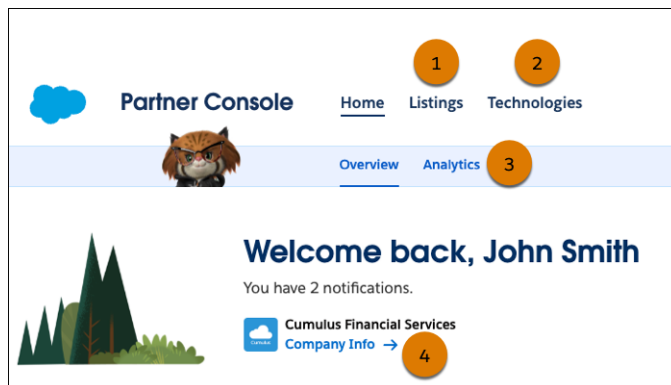 1 2
Partner Console Home Listings Technologies
Overview Analytics 3
Welcome back, John Smith
You have 2 notifications.
Cumulus Financial Services
Cumulus Company Info → 4